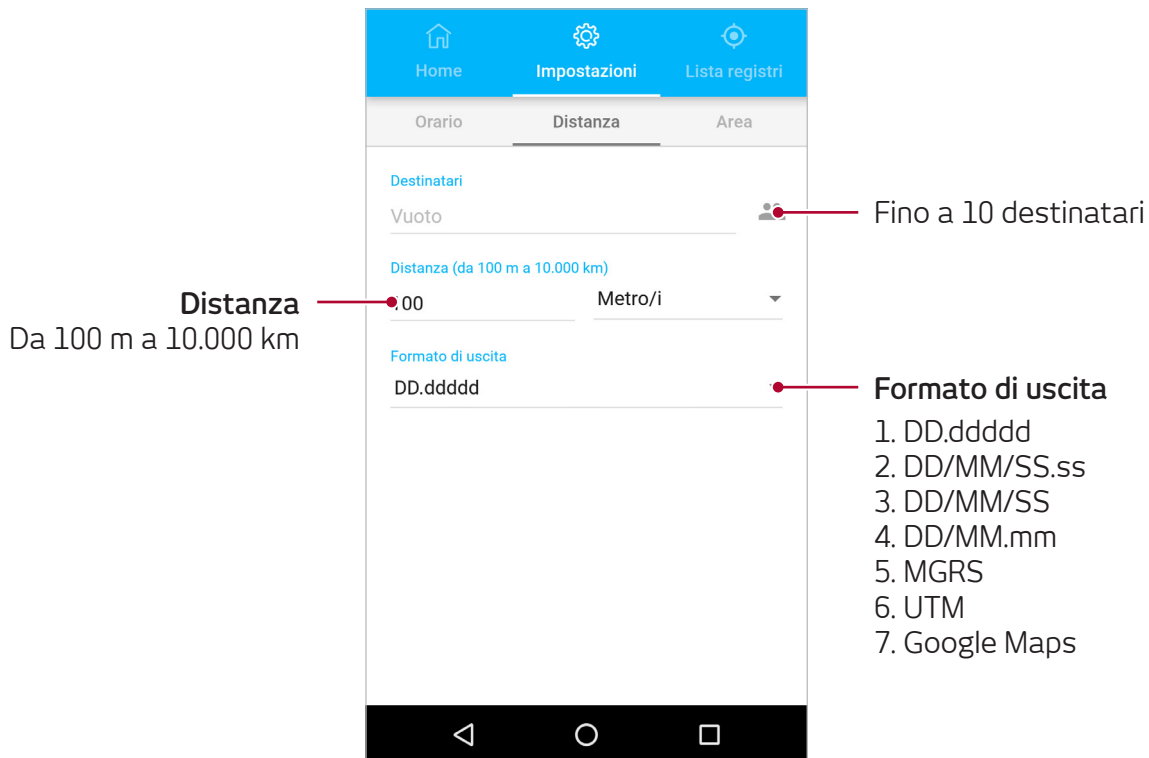 Home Impostazioni Lista registri
Orario Distanza Area
Destinatari
Vuoto
Fino a 10 destinatari
Distanza (da 100 m a 10.000 km)
00 Metro/i
Distanza
Da 100 m a 10.000 km
Formato di uscita
DD.ddddd
Formato di uscita
1. DD.ddddd
2. DD/MM/SS.ss
3. DD/MM/SS
4. DD/MM.mm
5. MGRS
6. UTM
7. Google Maps